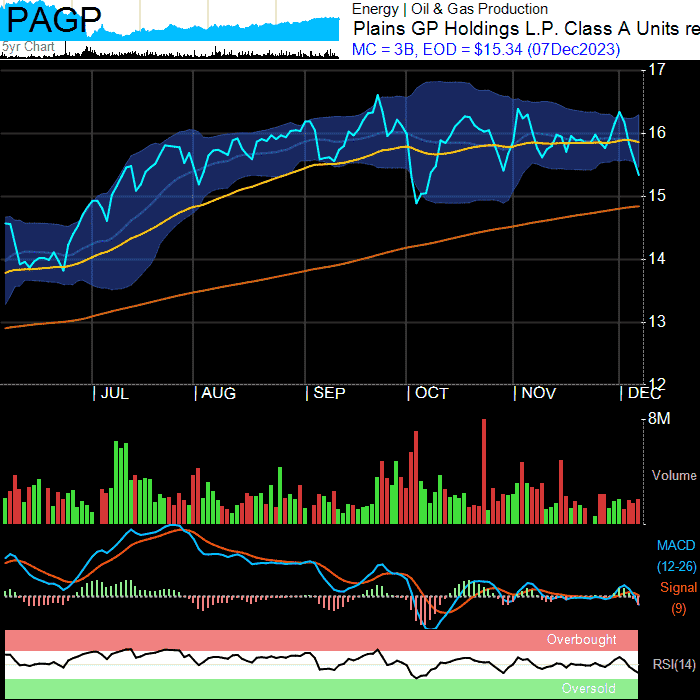 PAGP
5yr Chart
Energy | Oil & Gas Production
Plains GP Holdings L.P. Class A Units re
MC = 3B, EOD = $15.34 (07Dec2023)
17
16
15
14
13
12
JUL AUG SEP OCT NOV DEC
8M
Volume
MACD
(12-26)
Signal
(9)
Overbought
RSI(14)
Oversold